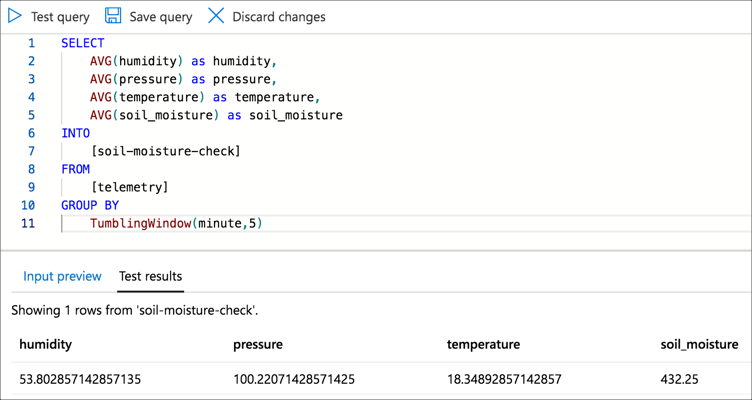 Test query Save query Discard changes
1 SELECT
2 AVG(humidity) as humidity,
3 AVG(pressure) as pressure,
4 AVG(temperature) as temperature,
5 AVG(soil_moisture) as soil_moisture
6 INTO
7 [soil-moisture-check]
8 FROM
9 [telemetry]
10 GROUP BY
11 TumblingWindow(minute,5)
Input preview Test results
Showing 1 rows from 'soil-moisture-check'.
humidity pressure temperature soil_moisture
53.802857142857135 100.22071428571425 18.34892857142857 432.25